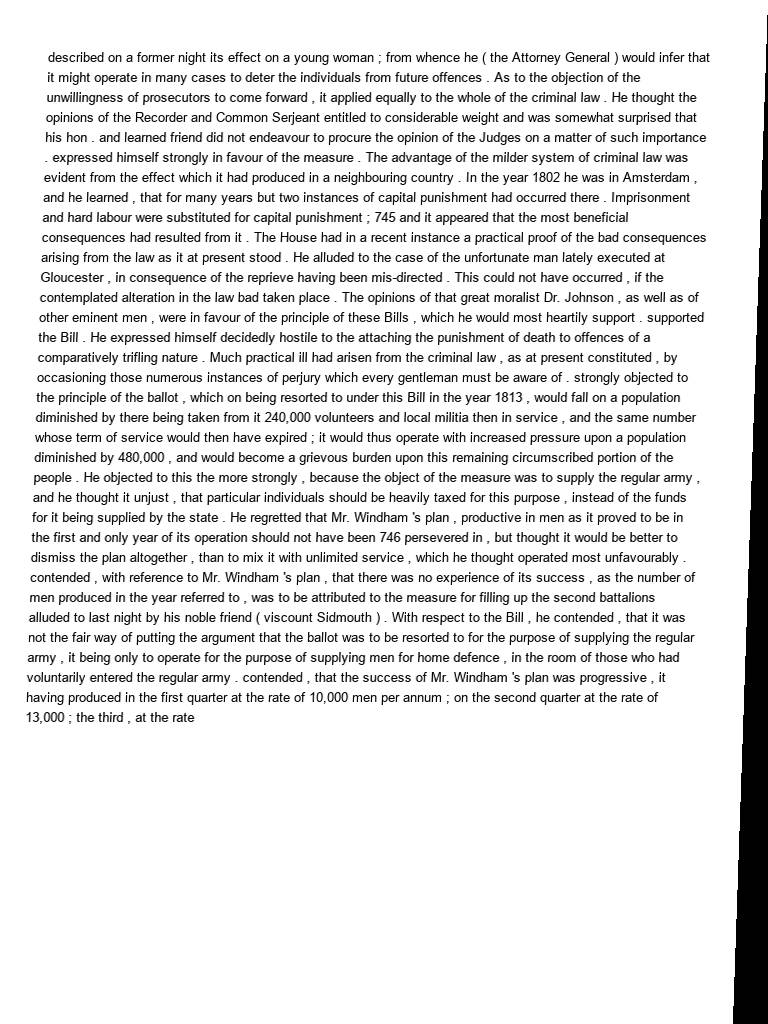 described on a former night its effect on a young woman ; from whence he ( the Attorney General ) would infer that
it might operate in many cases to deter the individuals from future offences . As to the objection of the
unwillingness of prosecutors to come forward , it applied equally to the whole of the criminal law . He thought the
opinions of the Recorder and Common Serjeant entitled to considerable weight and was somewhat surprised that
his hon . and learned friend did not endeavour to procure the opinion of the Judges on a matter of such importance
. expressed himself strongly in favour of the measure . The advantage of the milder system of criminal law was
evident from the effect which it had produced in a neighbouring country . In the year 1802 he was in Amsterdam ,
and he learned , that for many years but two instances of capital punishment had occurred there . Imprisonment
and hard labour were substituted for capital punishment ; 745 and it appeared that the most beneficial
consequences had resulted from it . The House had in a recent instance a practical proof of the bad consequences
arising from the law as it at present stood . He alluded to the case of the unfortunate man lately executed at
Gloucester , in consequence of the reprieve having been mis-directed . This could not have occurred , if the
contemplated alteration in the law bad taken place . The opinions of that great moralist Dr. Johnson , as well as of
other eminent men , were in favour of the principle of these Bills , which he would most heartily support . supported
the Bill . He expressed himself decidedly hostile to the attaching the punishment of death to offences of a
comparatively trifling nature . Much practical ill had arisen from the criminal law , as at present constituted , by
occasioning those numerous instances of perjury which every gentleman must be aware of . strongly objected to
the principle of the ballot , which on being resorted to under this Bill in the year 1813 , would fall on a population
diminished by there being taken from it 240,000 volunteers and local militia then in service , and the same number
whose term of service would then have expired ; it would thus operate with increased pressure upon a population
diminished by 480,000 , and would become a grievous burden upon this remaining circumscribed portion of the
people . He objected to this the more strongly , because the object of the measure was to supply the regular army ,
and he thought it unjust , that particular individuals should be heavily taxed for this purpose , instead of the funds
for it being supplied by the state . He regretted that Mr. Windham 's plan , productive in men as it proved to be in
the first and only year of its operation should not have been 746 persevered in , but thought it would be better to
dismiss the plan altogether , than to mix it with unlimited service , which he thought operated most unfavourably .
contended , with reference to Mr. Windham 's plan , that there was no experience of its success , as the number of
men produced in the year referred to , was to be attributed to the measure for filling up the second battalions
alluded to last night by his noble friend ( viscount Sidmouth ) . With respect to the Bill , he contended , that it was
not the fair way of putting the argument that the ballot was to be resorted to for the purpose of supplying the regular
army , it being only to operate for the purpose of supplying men for home defence , in the room of those who had
voluntarily entered the regular army . contended , that the success of Mr. Windham 's plan was progressive , it
having produced in the first quarter at the rate of 10,000 men per annum ; on the second quarter at the rate of
13,000 ; the third , at the rate